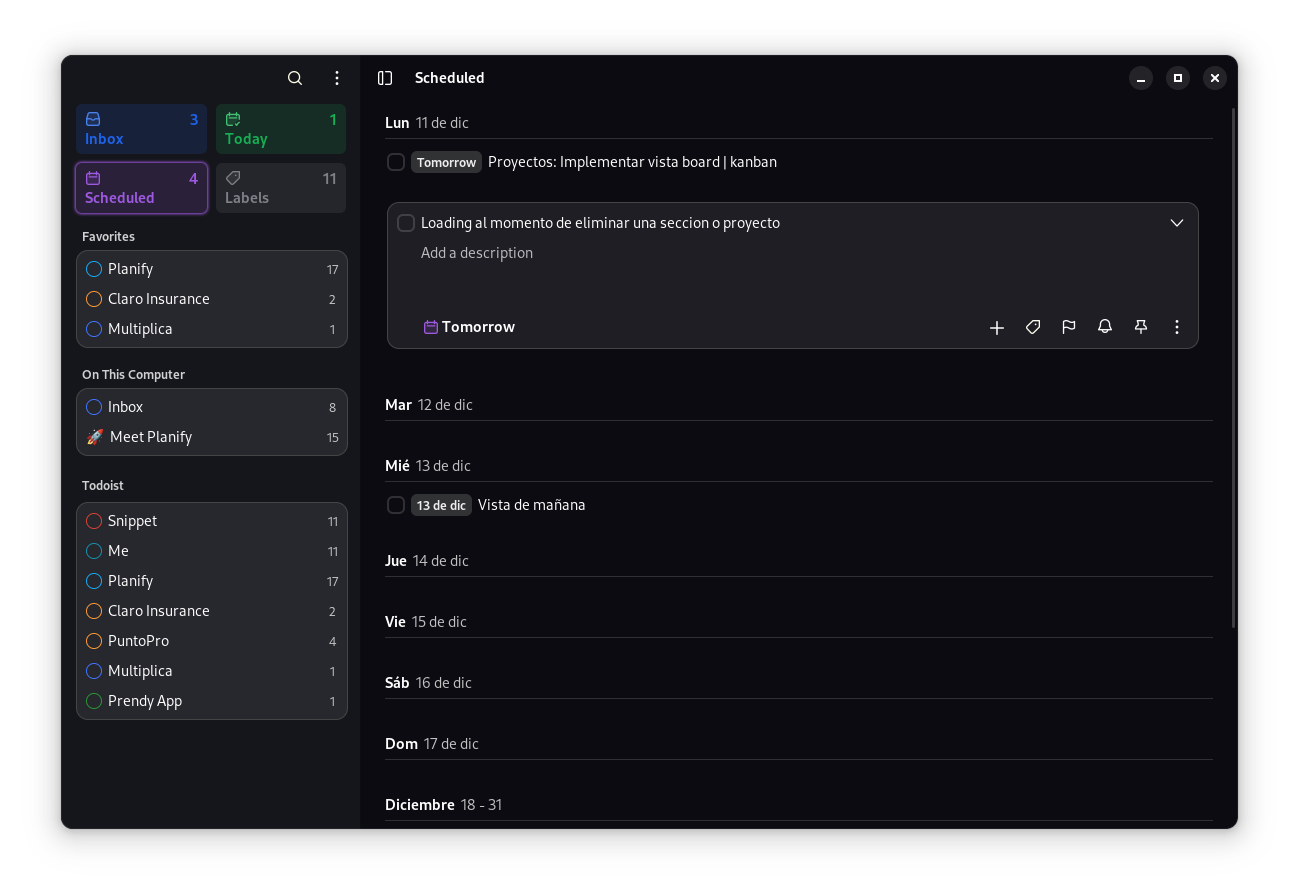 Scheduled
Inbox 3
Today 1
Scheduled 4
Labels 11
Favorites
Planify 17
Claro Insurance 2
Multiplica 1
On This Computer
Inbox 8
🚀 Meet Planify 15
Todoist
Snippet 11
Me 11
Planify 17
Claro Insurance 2
PuntoPro 4
Multiplica 1
Prendy App 1
Lun 11 de dic
Tomorrow Proyectos: Implementar vista board | kanban
Loading al momento de eliminar una seccion o proyecto
Add a description
Tomorrow
Mar 12 de dic
Mié 13 de dic
13 de dic Vista de mañana
Jue 14 de dic
Vie 15 de dic
Sáb 16 de dic
Dom 17 de dic
Diciembre 18 - 31